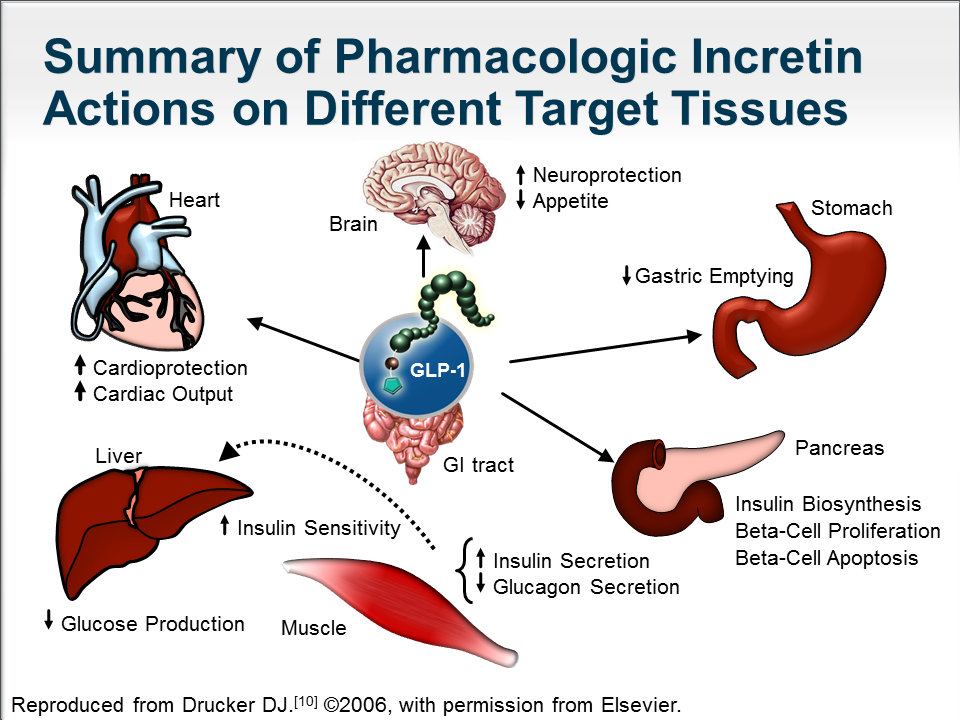 Summary of Pharmacologic Incretin
Actions on Different Target Tissues
Heart
Brain
↑ Neuroprotection
↓ Appetite
Stomach
↓ Gastric Emptying
↑ Cardioprotection
↑ Cardiac Output
GLP-1
GI tract
Liver
Pancreas
↑ Insulin Sensitivity
Insulin Biosynthesis
Beta-Cell Proliferation
Beta-Cell Apoptosis
↑ Insulin Secretion
↓ Glucagon Secretion
↓ Glucose Production
Muscle
Reproduced from Drucker DJ.[10] ©2006, with permission from Elsevier.